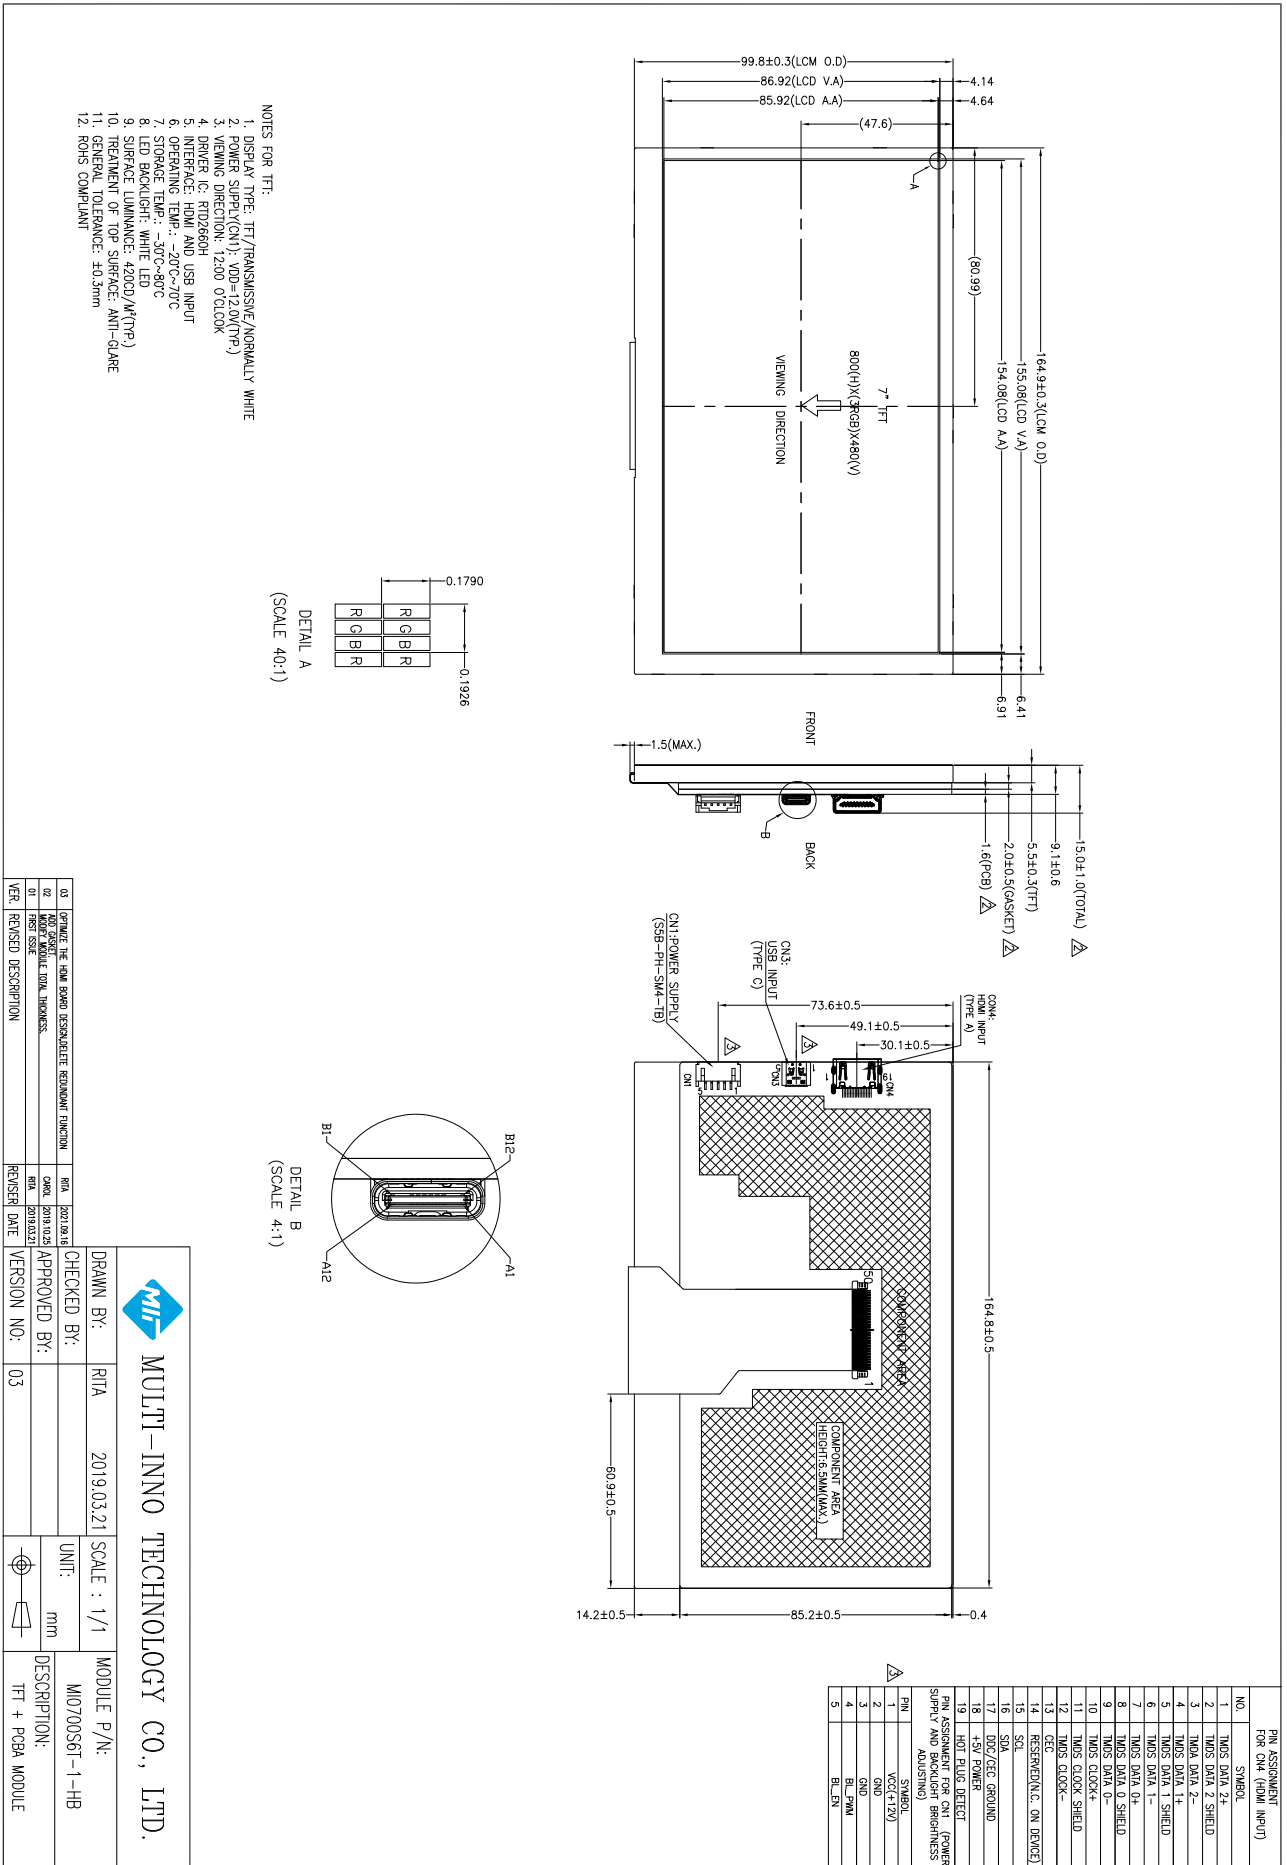 99.8±0.3(LCM O.D)
86.92(LCD V.A)
4.14
85.92(LCD A.A)
4.64
(47.6)
A
(80.99)
164.9±0.3(LCM O.D)
155.08(LCD V.A)
154.08(LCD A.A)
6.41
6.91
7" TFT
800(H)X(3RGB)X480(V)
VIEWING DIRECTION
FRONT
NOTES FOR TFT:
1. DISPLAY TYPE: TFT/TRANSMISSIVE/NORMALLY WHITE
2. POWER SUPPLY(CN1): VDD=12.0V(TYP.)
3. VIEWING DIRECTION: 12:00 O'CLCOK
4. DRIVER IC: RTD2660H
5. INTERFACE: HDMI AND USB INPUT
6. OPERATING TEMP.: -20°C~70°C
7. STORAGE TEMP.: -30°C~80°C
8. LED BACKLIGHT: WHITE LED
9. SURFACE LUMINANCE: 420CD/M²(TYP.)
10. TREATMENT OF TOP SURFACE: ANTI-GLARE
11. GENERAL TOLERANCE: ±0.3mm
12. ROHS COMPLIANT
0.1790
0.1926
R G B R
R G B R
DETAIL A
(SCALE 40:1)
1.5(MAX.)
B
BACK
15.0±1.0(TOTAL) 2
9.1±0.6
5.5±0.3(TFT)
2.0±0.5(GASKET) 2
1.6(PCB) 2
CON4:
HDMI INPUT
(TYPE A)
CN3:
USB INPUT
(TYPE C)
CN1:POWER SUPPLY
(S5B-PH-SM4-TB)
73.6±0.5
49.1±0.5
30.1±0.5
3
3
19
CN4
1
1
CN3
5
CN1
164.8±0.5
50
1
COMPONENT AREA
COMPONENT AREA
HEIGHT:6.5MM(MAX.)
60.9±0.5
14.2±0.5
85.2±0.5
0.4
B12
B1
A1
A12
DETAIL B
(SCALE 4:1)
PIN ASSIGNMENT
FOR CN4 (HDMI INPUT)
NO. SYMBOL
1 TMDS DATA 2+
2 TMDS DATA 2 SHIELD
3 TMDA DATA 2-
4 TMDS DATA 1+
5 TMDS DATA 1 SHIELD
6 TMDS DATA 1-
7 TMDS DATA 0+
8 TMDS DATA 0 SHIELD
9 TMDS DATA 0-
10 TMDS CLOCK+
11 TMDS CLOCK SHIELD
12 TMDS CLOCK-
13 CEC
14 RESERVED(N.C. ON DEVICE)
15 SCL
16 SDA
17 DDC/CEC GROUND
18 +5V POWER
19 HOT PLUG DETECT
PIN ASSIGNMENT FOR CN1 (POWER
SUPPLY AND BACKLIGHT BRIGHTNESS
ADJUSTING)
PIN SYMBOL
3
1 VCC(+12V)
2 GND
3 GND
4 BL_PWM
5 BL_EN
03 OPTIMIZE THE HDMI BOARD DESIGN,DELETE REDUNDANT FUNCTION RITA 2021.09.16
02 ADD GASKET,
MODIFY MODULE TOTAL THICKNESS. CAROL 2019.10.25
01 FIRST ISSUE RITA 2019.03.21
VER. REVISED DESCRIPTION REVISER DATE
MIT
MULTI-INNO TECHNOLOGY CO., LTD.
DRAWN BY: RITA 2019.03.21
CHECKED BY:
APPROVED BY:
VERSION NO: 03
SCALE : 1/1
UNIT:
mm
MODULE P/N:
MI0700S6T-1-HB
DESCRIPTION:
TFT + PCBA MODULE